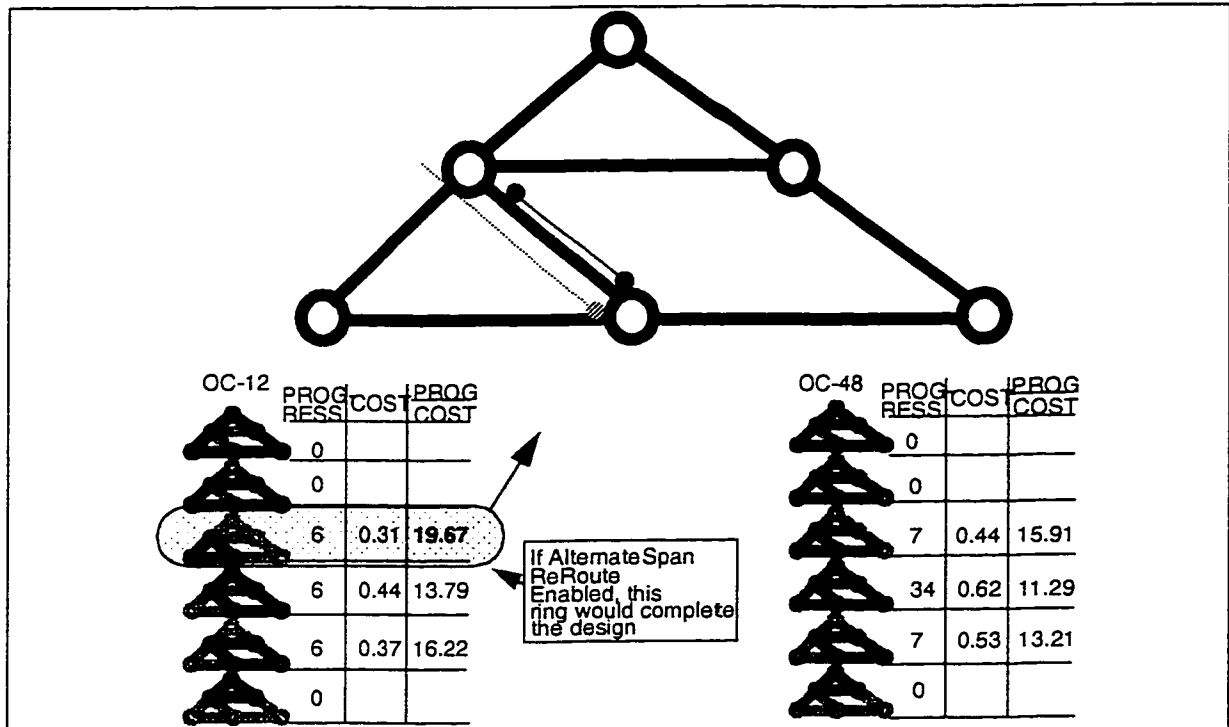 OC-12
PROG
RESS COST PROG
COST
0
0
6 0.31 19.67
6 0.44 13.79
6 0.37 16.22
0
If Alternate Span
ReRoute
Enabled, this
ring would complete
the design
OC-48
PROG
RESS COST PROG
COST
0
0
7 0.44 15.91
34 0.62 11.29
7 0.53 13.21
0